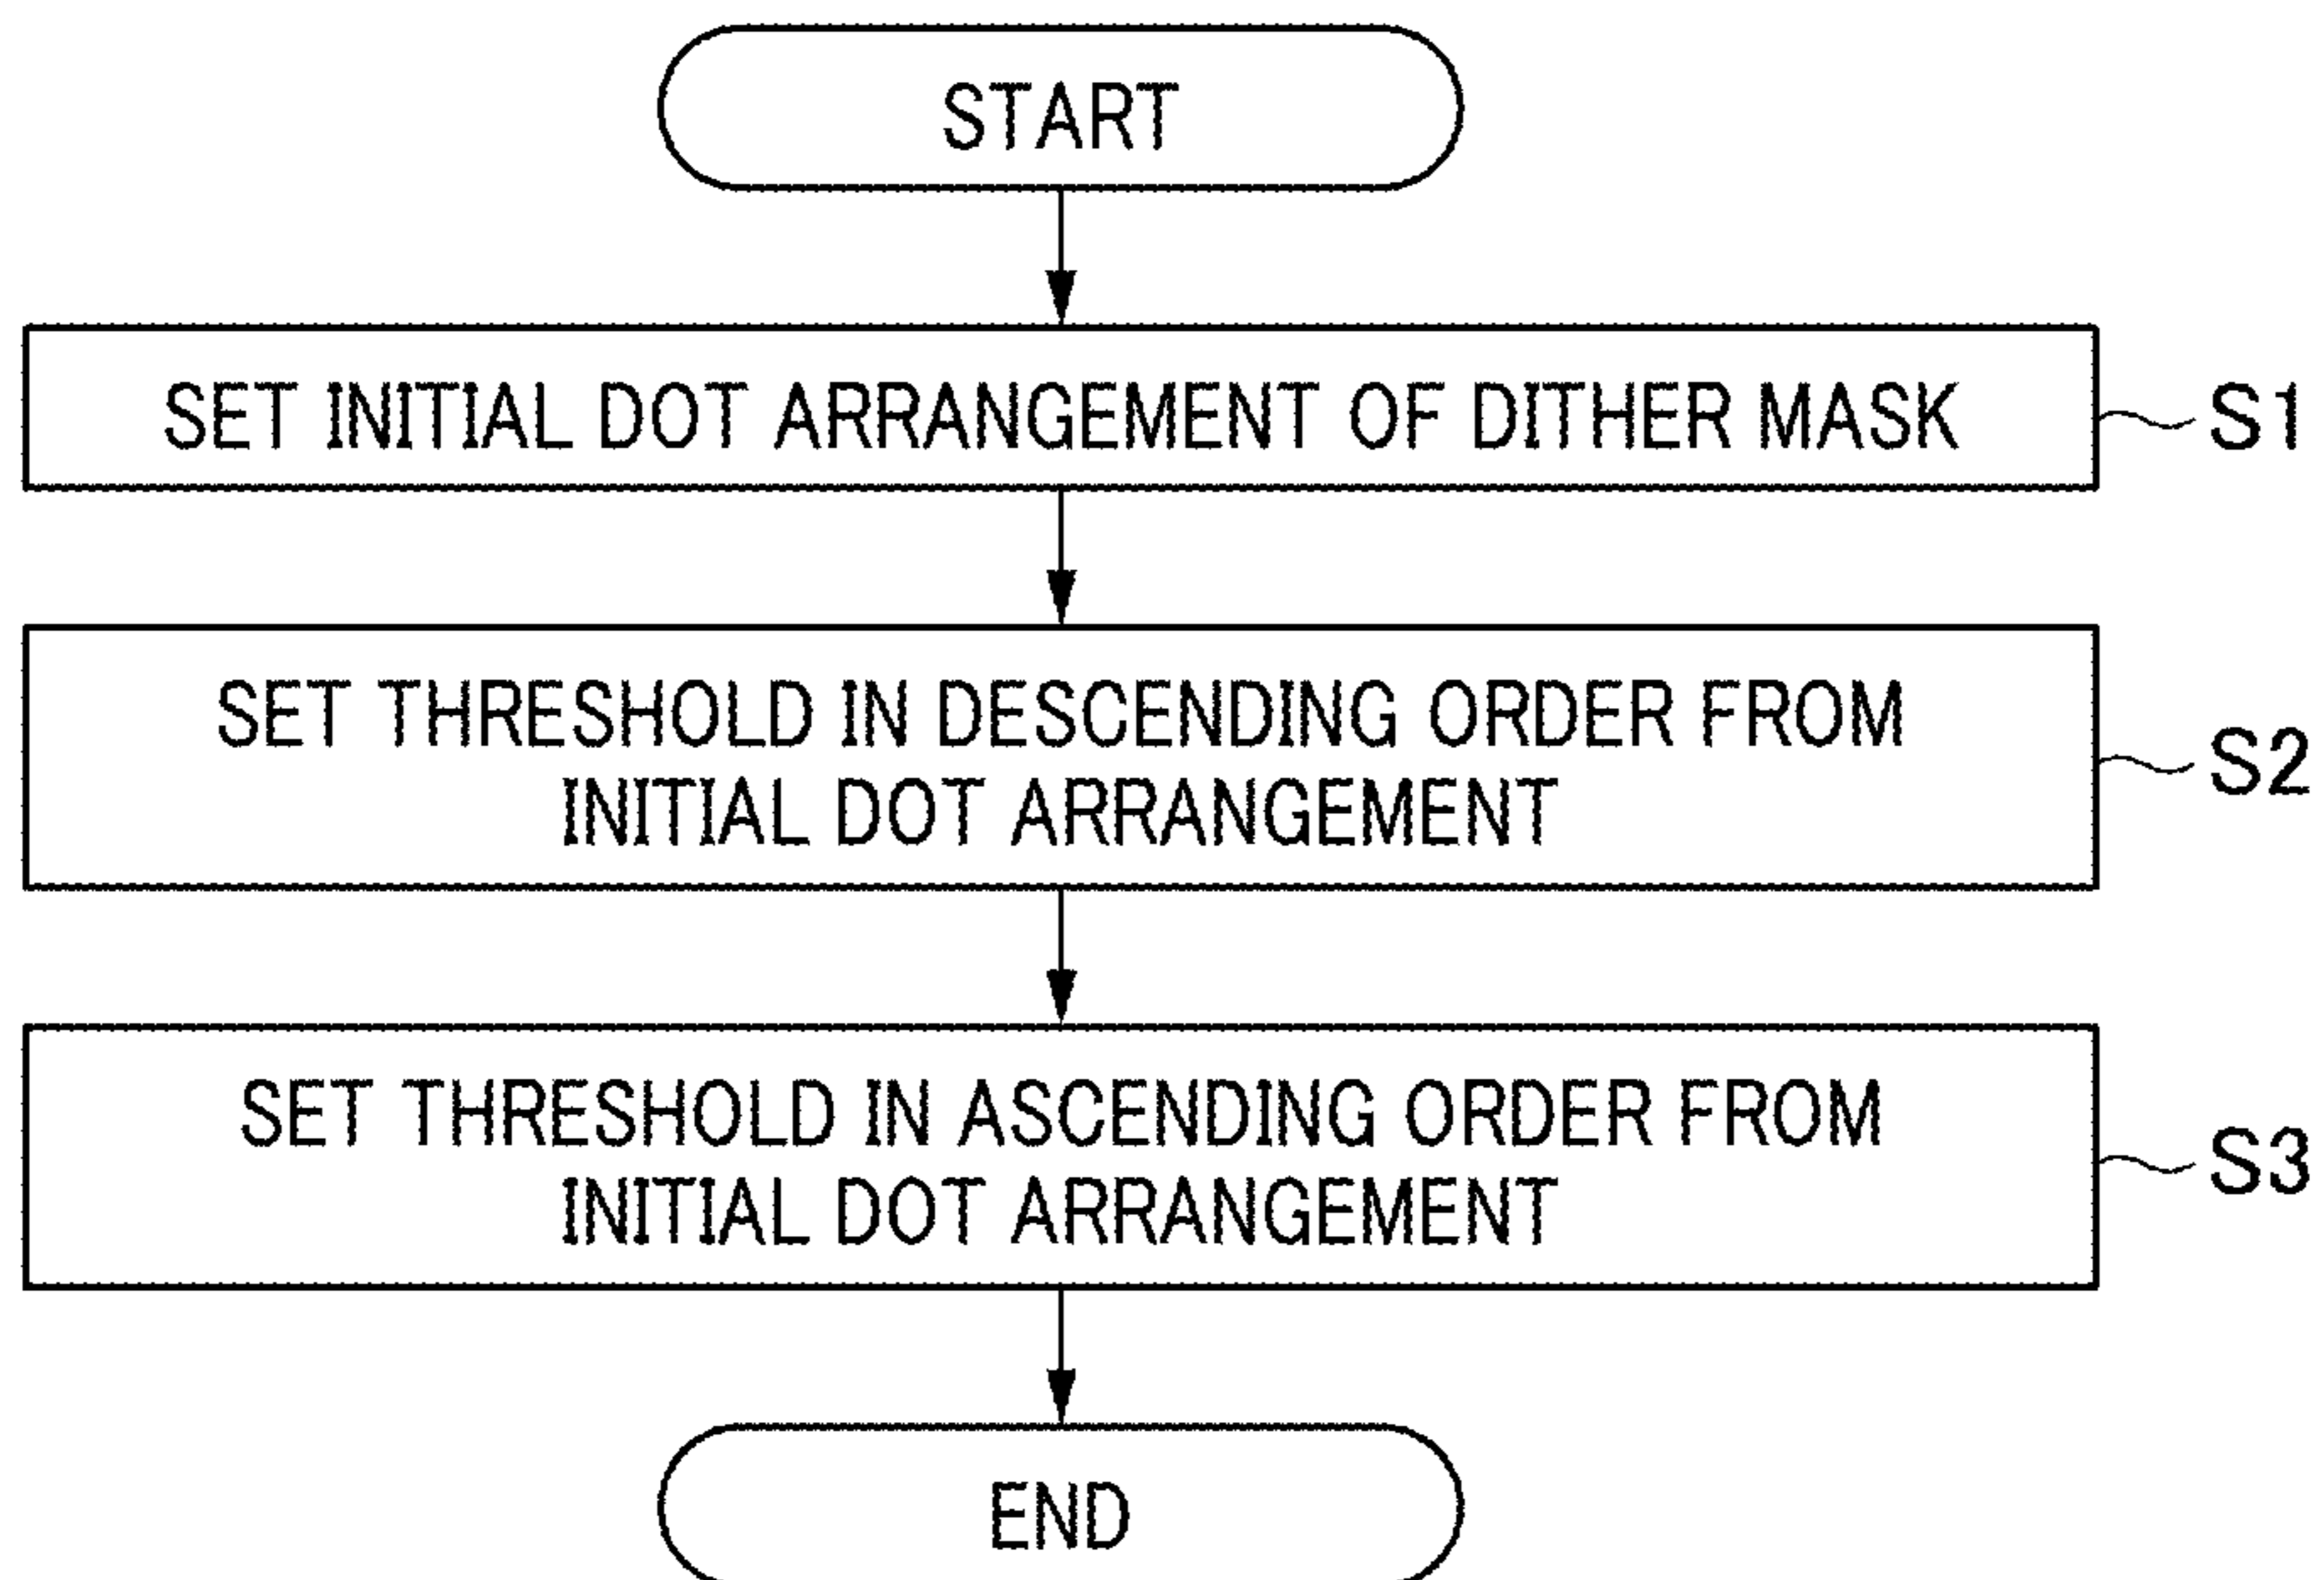 START
SET INITIAL DOT ARRANGEMENT OF DITHER MASK
S1
SET THRESHOLD IN DESCENDING ORDER FROM
INITIAL DOT ARRANGEMENT
S2
SET THRESHOLD IN ASCENDING ORDER FROM
INITIAL DOT ARRANGEMENT
S3
END